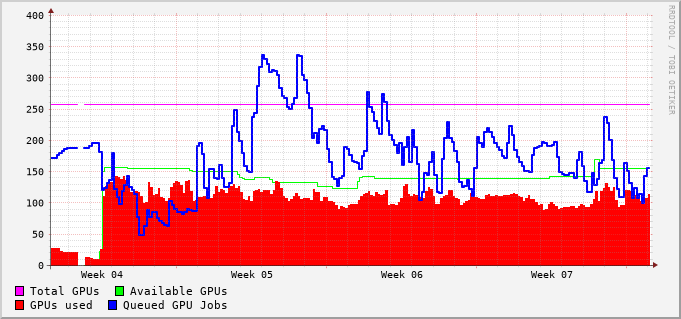 400
350
300
250
200
150
100
50
0
Week 04 Week 05 Week 06 Week 07
Total GPUs Available GPUs
GPUs used Queued GPU Jobs
RRDTOOL / TOBI OETIKER